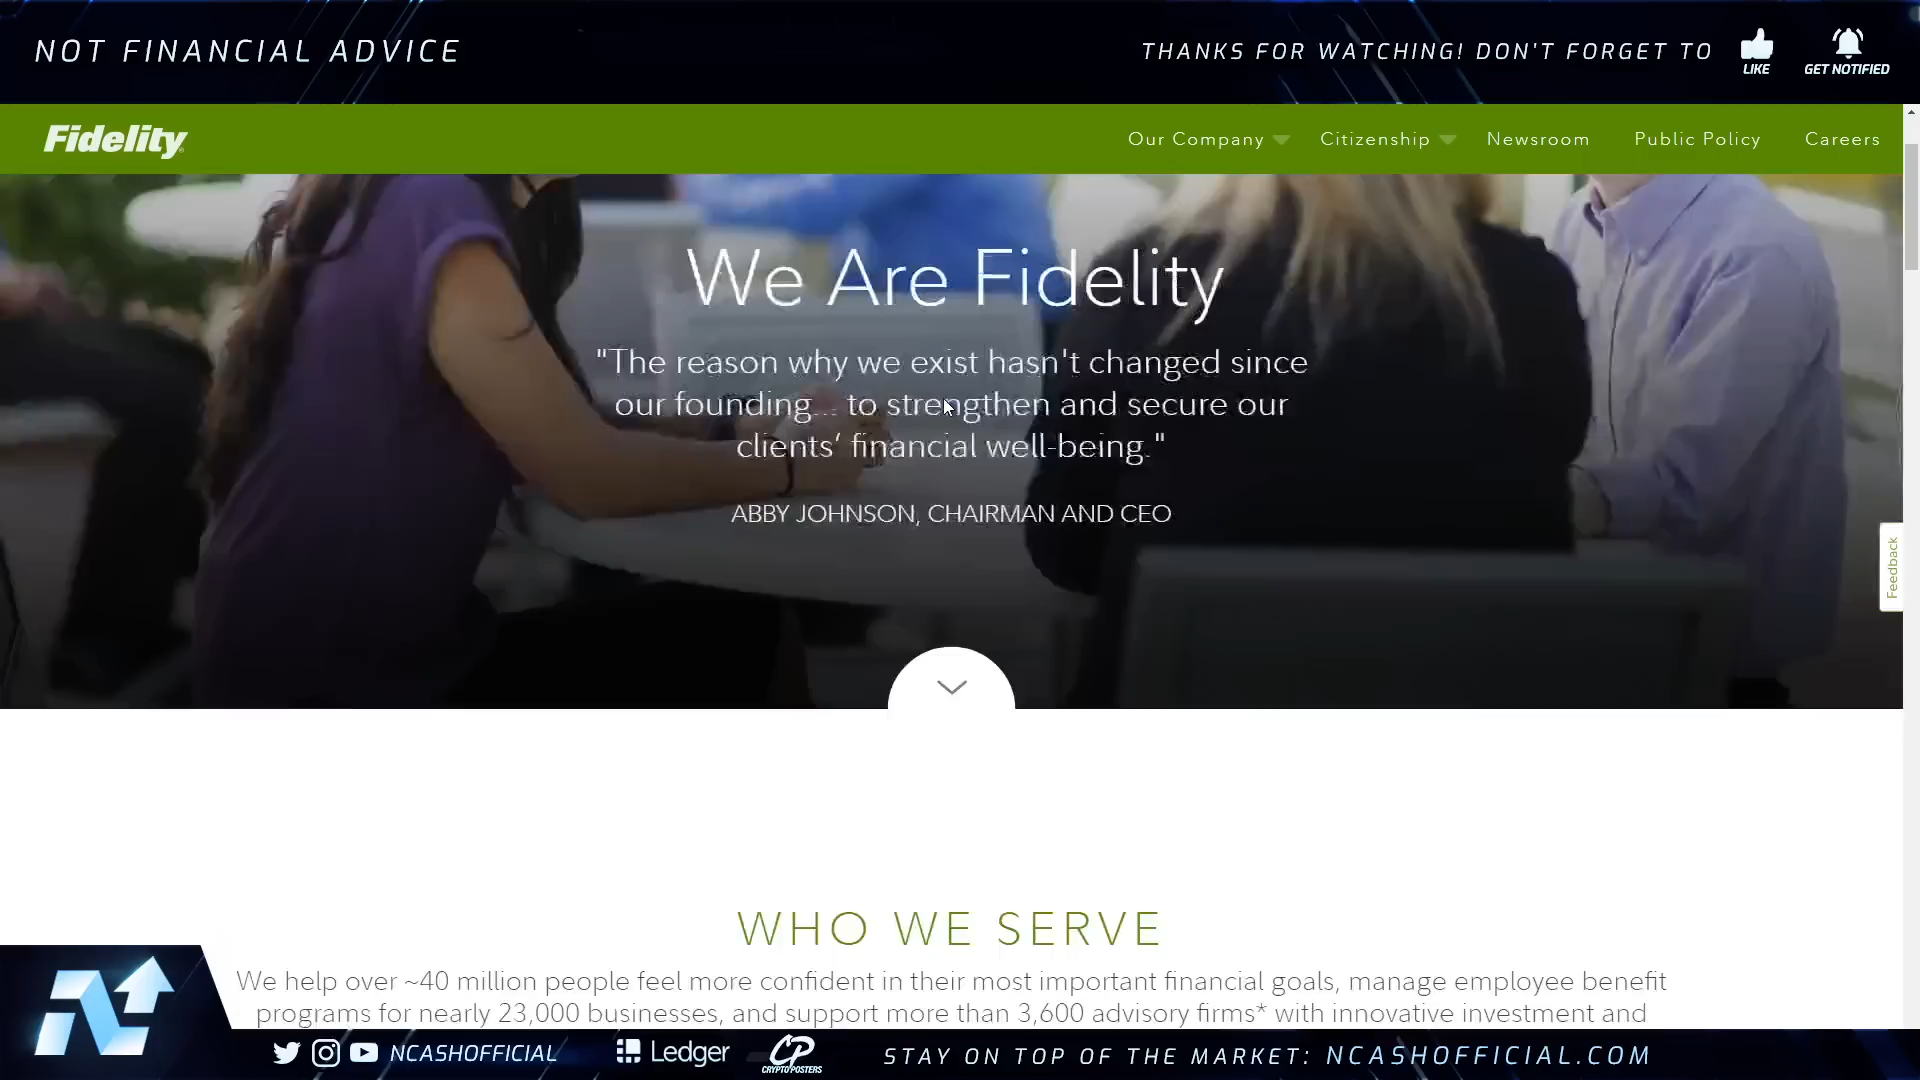 NOT FINANCIAL ADVICE
THANKS FOR WATCHING! DON'T FORGET TO
LIKE
GET NOTIFIED
Fidelity
Our Company
Citizenship
Newsroom
Public Policy
Careers
We Are Fidelity
"The reason why we exist hasn't changed since
our founding... to strengthen and secure our
clients’ financial well-being."
ABBY JOHNSON, CHAIRMAN AND CEO
Feedback
WHO WE SERVE
We help over ~40 million people feel more confident in their most important financial goals, manage employee benefit
programs for nearly 23,000 businesses, and support more than 3,600 advisory firms* with innovative investment and
NCASHOFFICIAL
Ledger
CP
CRYPTOPOSTERS
STAY ON TOP OF THE MARKET: NCASHOFFICIAL.COM